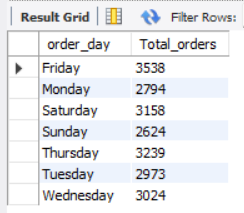 Result Grid Filter Rows:
order_day Total_orders
Friday 3538
Monday 2794
Saturday 3158
Sunday 2624
Thursday 3239
Tuesday 2973
Wednesday 3024